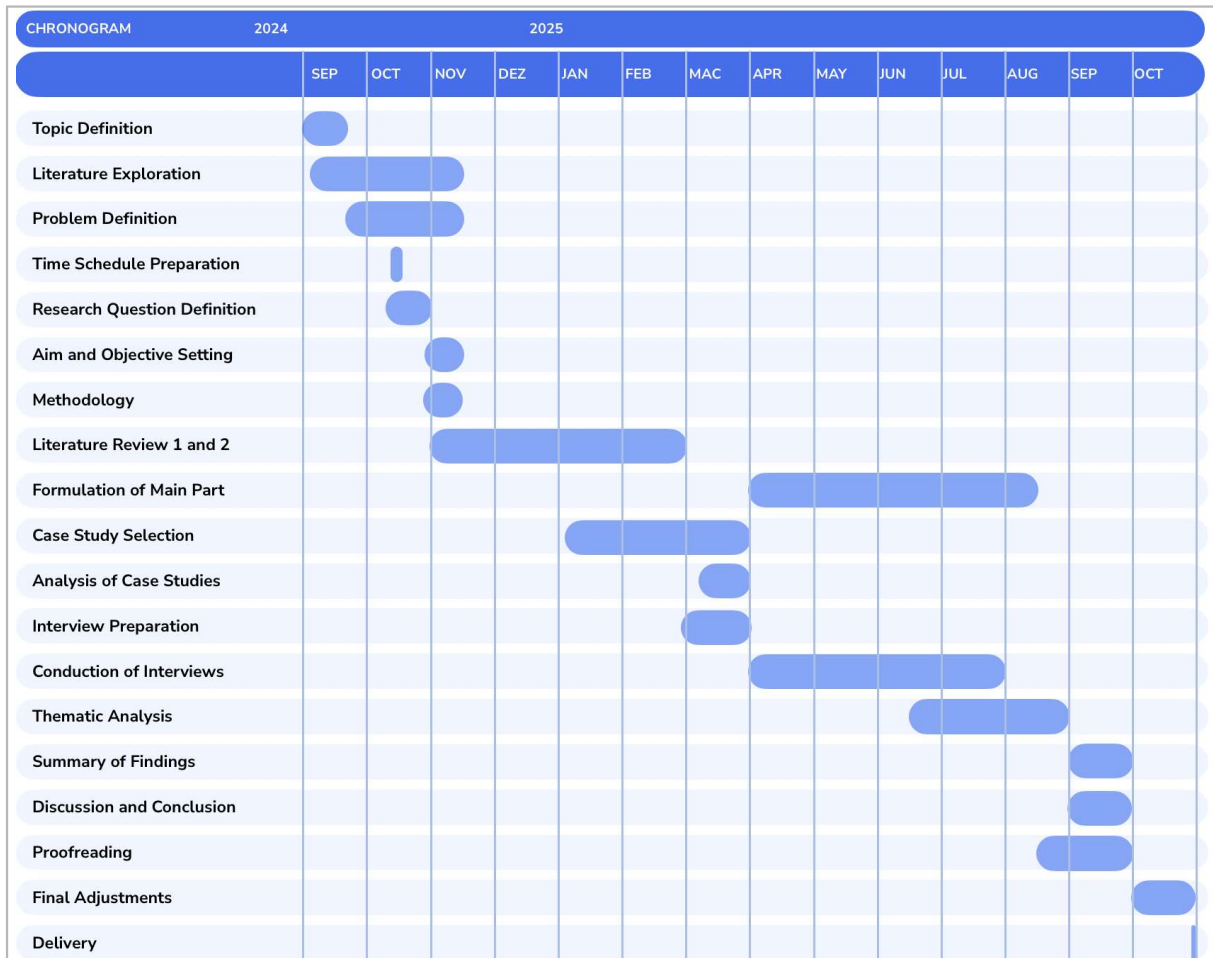 CHRONOGRAM 2024 2025
SEP OCT NOV DEZ JAN FEB MAC APR MAY JUN JUL AUG SEP OCT
Topic Definition
Literature Exploration
Problem Definition
Time Schedule Preparation
Research Question Definition
Aim and Objective Setting
Methodology
Literature Review 1 and 2
Formulation of Main Part
Case Study Selection
Analysis of Case Studies
Interview Preparation
Conduction of Interviews
Thematic Analysis
Summary of Findings
Discussion and Conclusion
Proofreading
Final Adjustments
Delivery